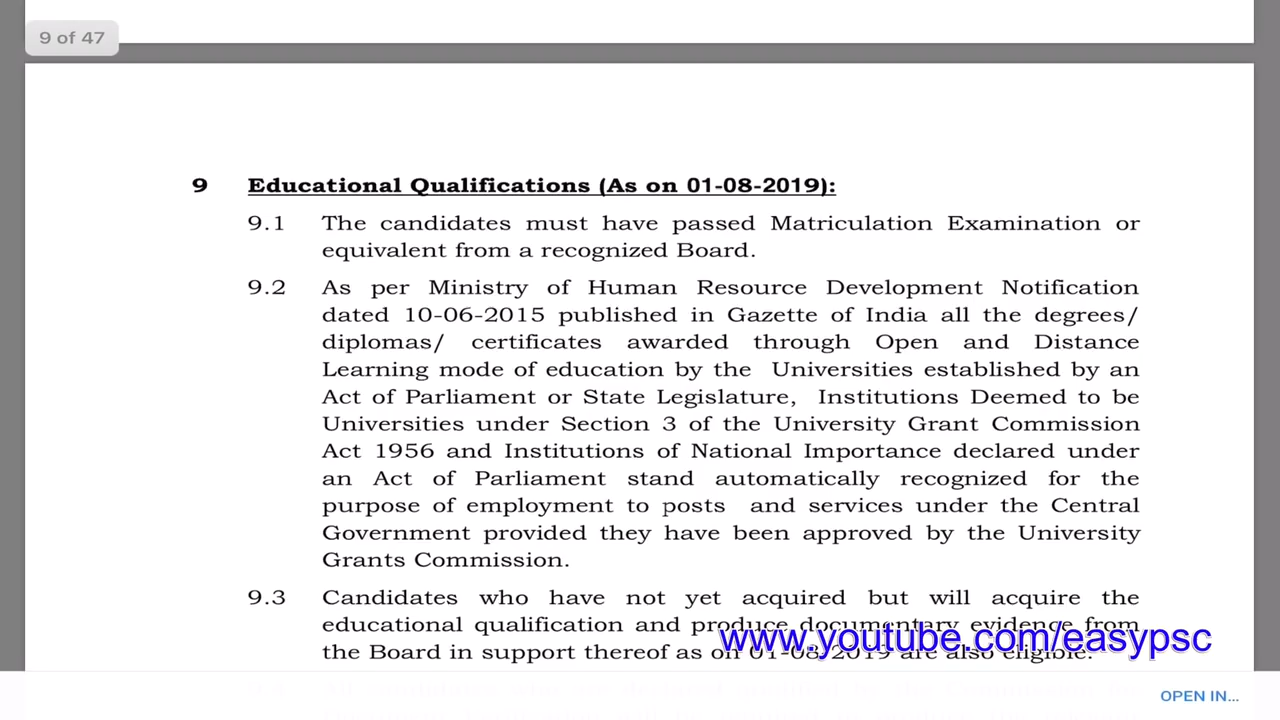 9 of 47
9 Educational Qualifications (As on 01-08-2019):
9.1 The candidates must have passed Matriculation Examination or
equivalent from a recognized Board.
9.2 As per Ministry of Human Resource Development Notification
dated 10-06-2015 published in Gazette of India all the degrees/
diplomas/ certificates awarded through Open and Distance
Learning mode of education by the Universities established by an
Act of Parliament or State Legislature, Institutions Deemed to be
Universities under Section 3 of the University Grant Commission
Act 1956 and Institutions of National Importance declared under
an Act of Parliament stand automatically recognized for the
purpose of employment to posts and services under the Central
Government provided they have been approved by the University
Grants Commission.
9.3 Candidates who have not yet acquired but will acquire the
educational qualification and produce documentary evidence from
the Board in support thereof as on 01-08-2019 are also eligible.
www.youtube.com/easypsc
OPEN IN...